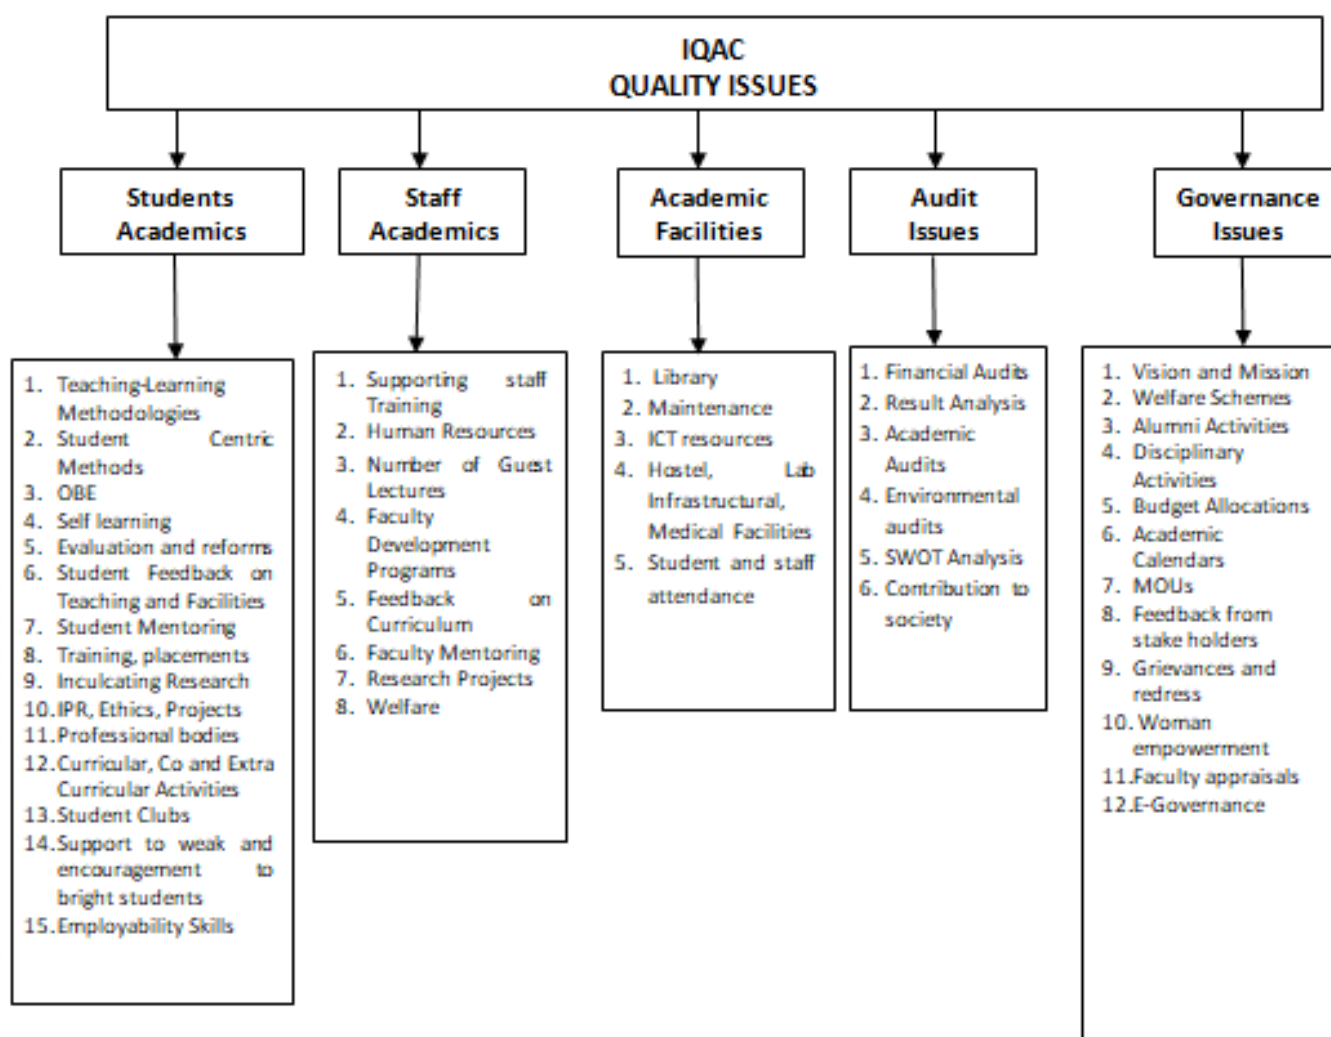 IQAC
QUALITY ISSUES
Students
Academics
Staff
Academics
Academic
Facilities
Audit
Issues
Governance
Issues
1. Teaching-Learning
Methodologies
2. Student Centric
Methods
3. OBE
4. Self learning
5. Evaluation and reforms
6. Student Feedback on
Teaching and Facilities
7. Student Mentoring
8. Training, placements
9. Inculcating Research
10. IPR, Ethics, Projects
11. Professional bodies
12. Curricular, Co and Extra
Curricular Activities
13. Student Clubs
14. Support to weak and
encouragement to
bright students
15. Employability Skills
1. Supporting staff
Training
2. Human Resources
3. Number of Guest
Lectures
4. Faculty
Development
Programs
5. Feedback on
Curriculum
6. Faculty Mentoring
7. Research Projects
8. Welfare
1. Library
2. Maintenance
3. ICT resources
4. Hostel, Lab
Infrastructural,
Medical Facilities
5. Student and staff
attendance
1. Financial Audits
2. Result Analysis
3. Academic
Audits
4. Environmental
audits
5. SWOT Analysis
6. Contribution to
society
1. Vision and Mission
2. Welfare Schemes
3. Alumni Activities
4. Disciplinary
Activities
5. Budget Allocations
6. Academic
Calendars
7. MOUs
8. Feedback from
stake holders
9. Grievances and
redress
10. Woman
empowerment
11. Faculty appraisals
12. E-Governance